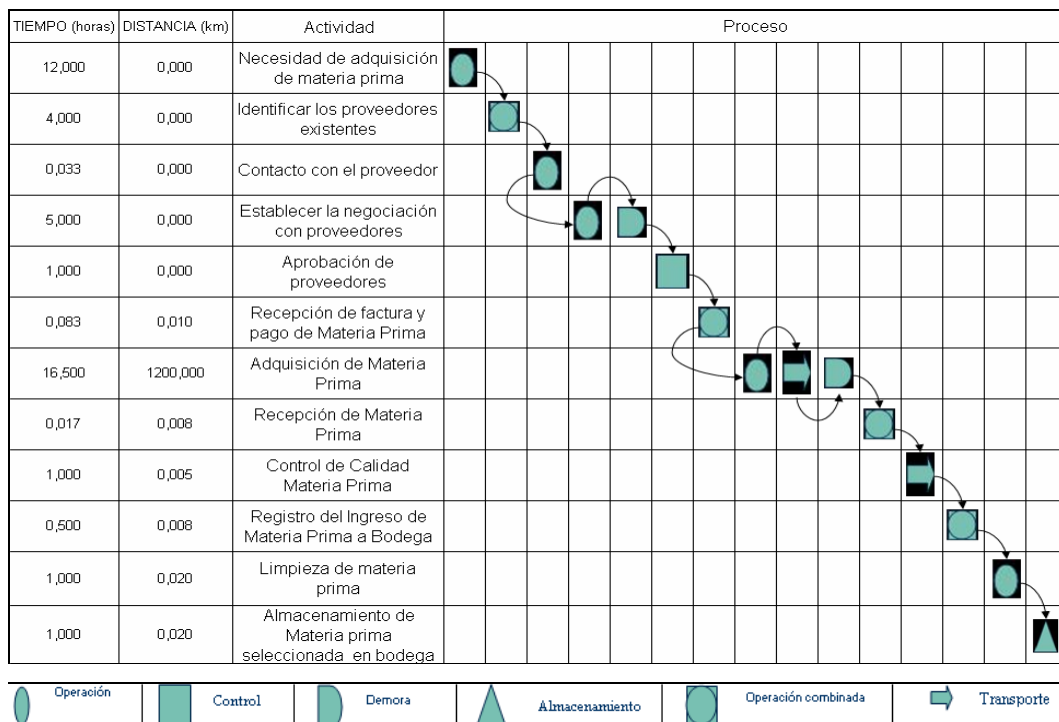 TIEMPO (horas) DISTANCIA (km) Actividad Proceso
12,000 0,000 Necesidad de adquisición
de materia prima
4,000 0,000 Identificar los proveedores
existentes
0,033 0,000 Contacto con el proveedor
5,000 0,000 Establecer la negociación
con proveedores
1,000 0,000 Aprobación de
proveedores
0,083 0,010 Recepción de factura y
pago de Materia Prima
16,500 1200,000 Adquisición de Materia
Prima
0,017 0,008 Recepción de Materia
Prima
1,000 0,005 Control de Calidad
Materia Prima
0,500 0,008 Registro del Ingreso de
Materia Prima a Bodega
1,000 0,020 Limpieza de materia
prima
1,000 0,020 Almacenamiento de
Materia prima
seleccionada en bodega
Operación Control Demora Almacenamiento Operación combinada Transporte